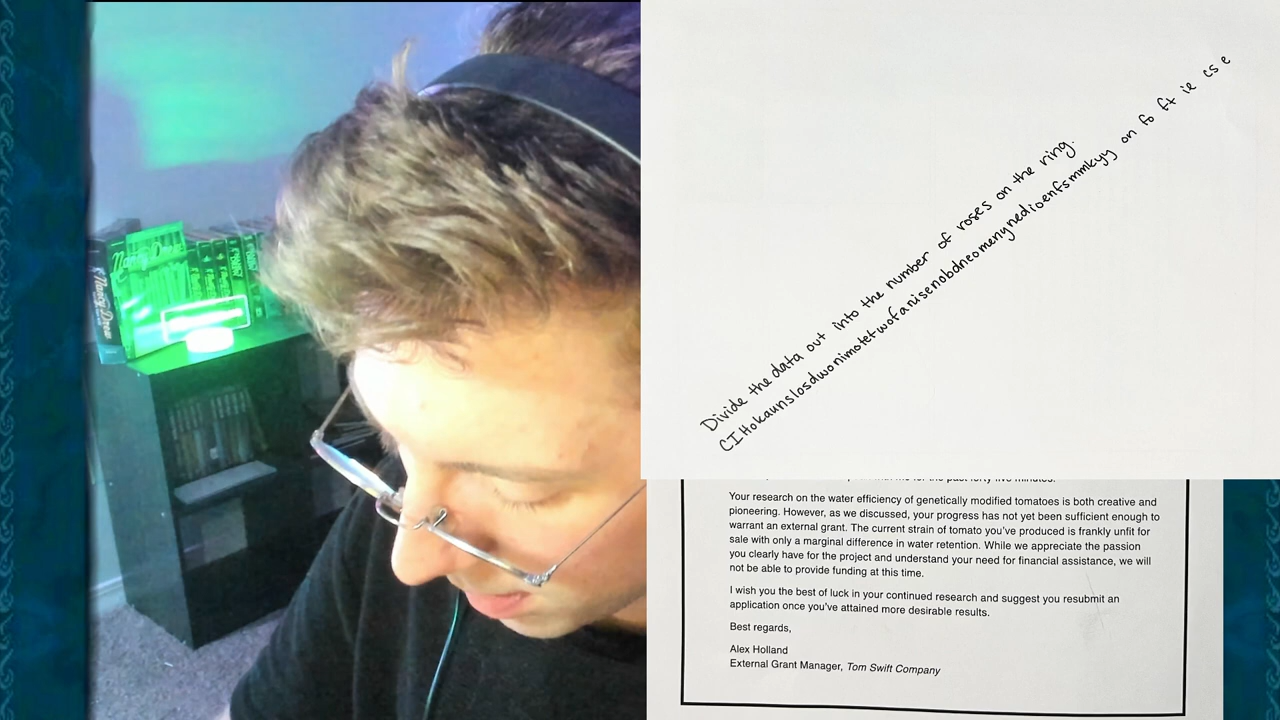 Nancy Drew
Divide the data out into the number of roses on the ring.
CIHokaunslosdwonimotetwofanisenobdneomenynedioenfsmmkyy on fo ft ie cs e
Your research on the water efficiency of genetically modified tomatoes is both creative and
pioneering. However, as we discussed, your progress has not yet been sufficient enough to
warrant an external grant. The current strain of tomato you've produced is frankly unfit for
sale with only a marginal difference in water retention. While we appreciate the passion
you clearly have for the project and understand your need for financial assistance, we will
not be able to provide funding at this time.
I wish you the best of luck in your continued research and suggest you resubmit an
application once you've attained more desirable results.
Best regards,
Alex Holland
External Grant Manager, Tom Swift Company